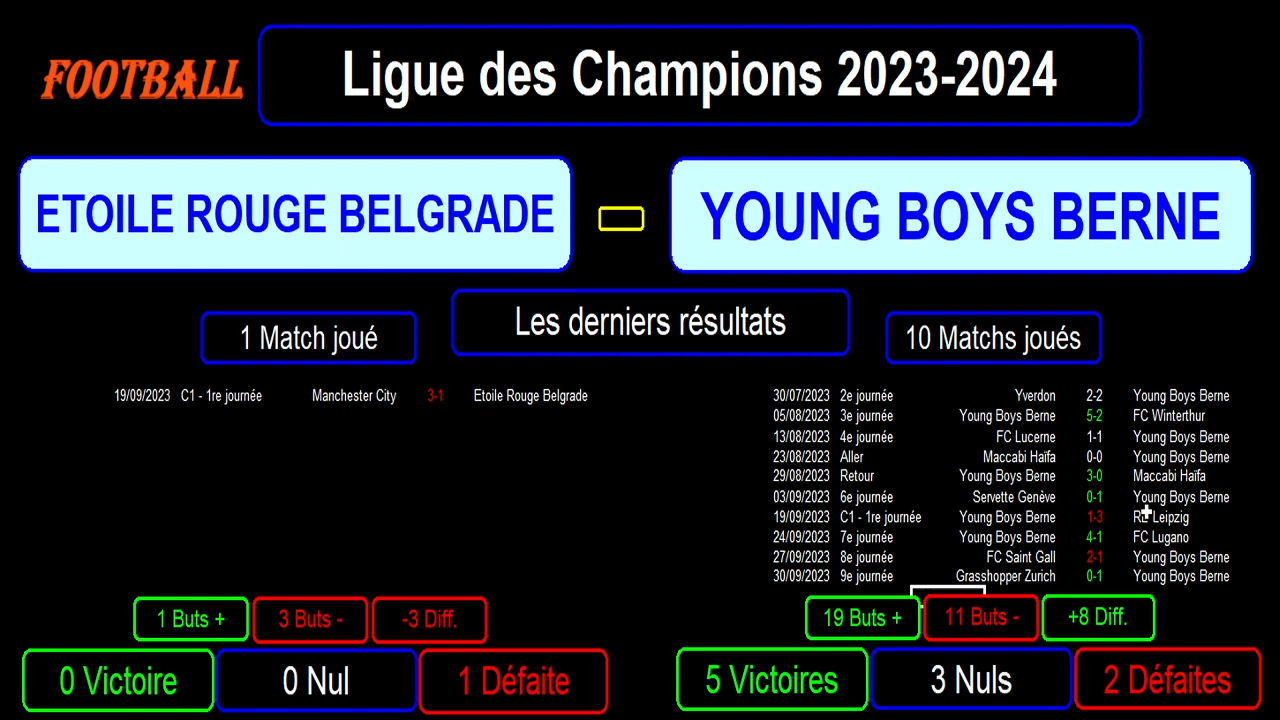 FOOTBALL
Ligue des Champions 2023-2024
ETOILE ROUGE BELGRADE
YOUNG BOYS BERNE
Les derniers résultats
1 Match joué
10 Matchs joués
19/09/2023 C1 - 1re journée Manchester City 3-1 Etoile Rouge Belgrade
30/07/2023 2e journée Yverdon 2-2 Young Boys Berne
05/08/2023 3e journée Young Boys Berne 5-2 FC Winterthur
13/08/2023 4e journée FC Lucerne 1-1 Young Boys Berne
23/08/2023 Aller Maccabi Haïfa 0-0 Young Boys Berne
29/08/2023 Retour Young Boys Berne 3-0 Maccabi Haïfa
03/09/2023 6e journée Servette Genève 0-1 Young Boys Berne
19/09/2023 C1 - 1re journée Young Boys Berne 1-3 RB Leipzig
24/09/2023 7e journée Young Boys Berne 4-1 FC Lugano
27/09/2023 8e journée FC Saint Gall 2-1 Young Boys Berne
30/09/2023 9e journée Grasshopper Zurich 0-1 Young Boys Berne
1 Buts + 3 Buts - -3 Diff.
0 Victoire 0 Nul 1 Défaite
19 Buts + 11 Buts - +8 Diff.
5 Victoires 3 Nuls 2 Défaites